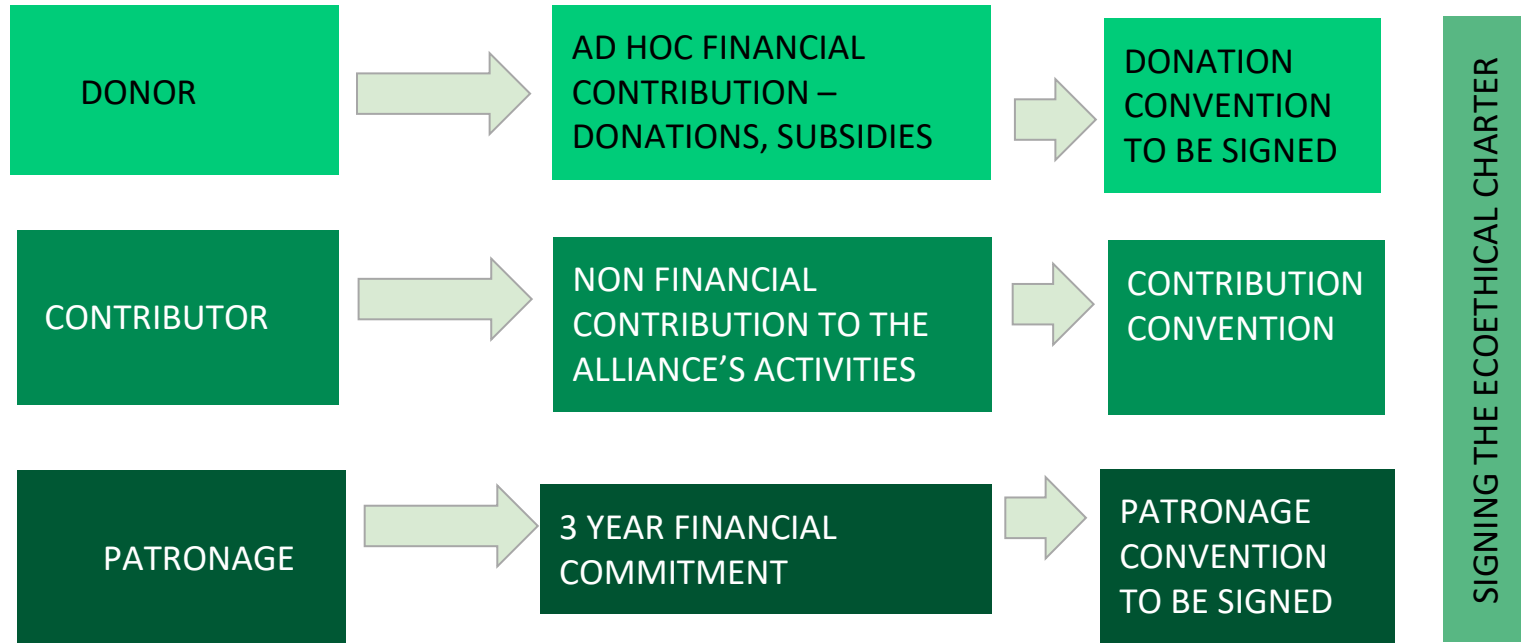 DONOR
AD HOC FINANCIAL
CONTRIBUTION –
DONATIONS, SUBSIDIES
DONATION
CONVENTION
TO BE SIGNED
CONTRIBUTOR
NON FINANCIAL
CONTRIBUTION TO THE
ALLIANCE’S ACTIVITIES
CONTRIBUTION
CONVENTION
PATRONAGE
3 YEAR FINANCIAL
COMMITMENT
PATRONAGE
CONVENTION
TO BE SIGNED
SIGNING THE ECOETHICAL CHARTER